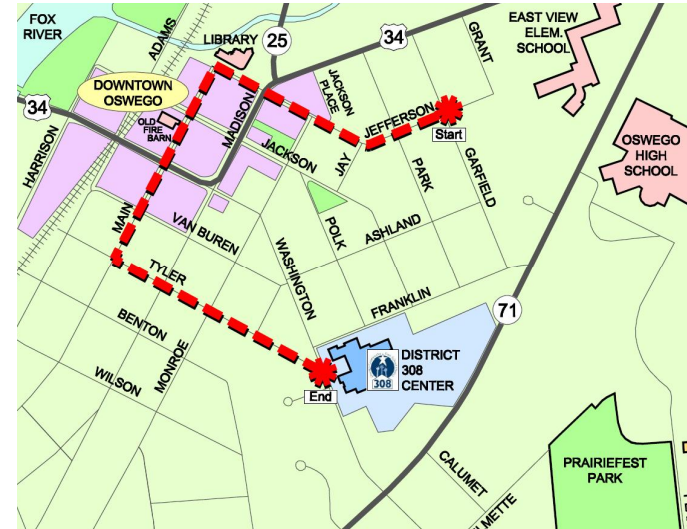 FOX
RIVER
ADAMS
LIBRARY
25
34
GRANT
EAST VIEW
ELEM.
SCHOOL
DOWNTOWN
OSWEGO
34
OLD
FIRE
BARN
MADISON
JACKSON
PLACE
JEFFERSON
Start
OSWEGO
HIGH
SCHOOL
HARRISON
JACKSON
JAY
PARK
GARFIELD
MAIN
VAN BUREN
POLK
ASHLAND
TYLER
WASHINGTON
FRANKLIN
71
BENTON
MONROE
WILSON
308
DISTRICT
308
CENTER
End
CALUMET
PRAIRIEFEST
PARK